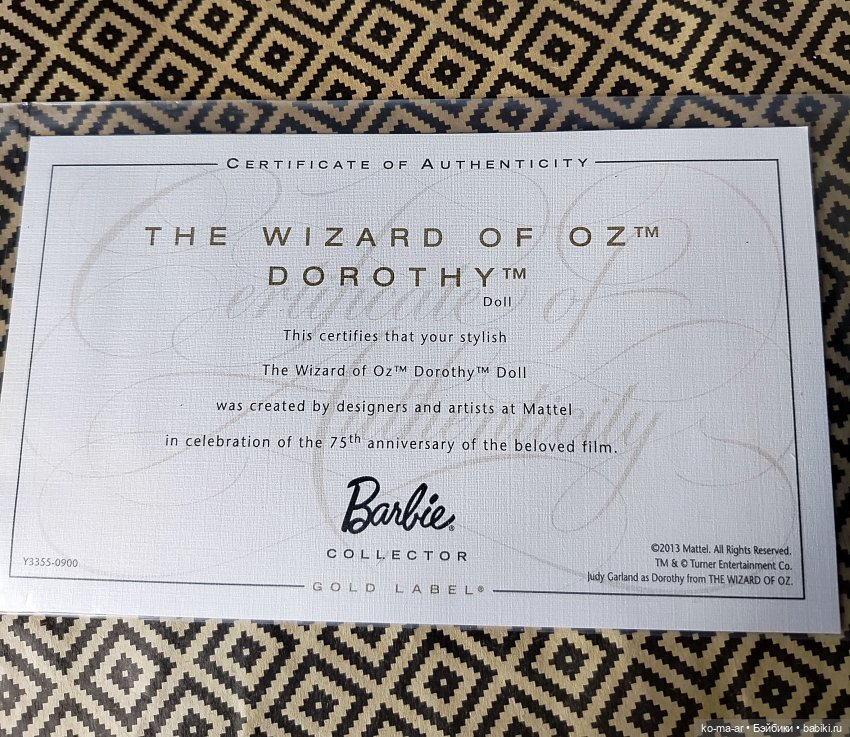 CERTIFICATE OF AUTHENTICITY
THE WIZARD OF OZ™
DOROTHY™
Doll
Certificate of
Authenticity
This certifies that your stylish
The Wizard of Oz™ Dorothy™ Doll
was created by designers and artists at Mattel
in celebration of the 75th anniversary of the beloved film.
Barbie®
COLLECTOR
GOLD LABEL®
Y3355-0900
©2013 Mattel. All Rights Reserved.
TM & © Turner Entertainment Co.
Judy Garland as Dorothy from THE WIZARD OF OZ.
ko-ma-ar • Бэйбики • babiki.ru